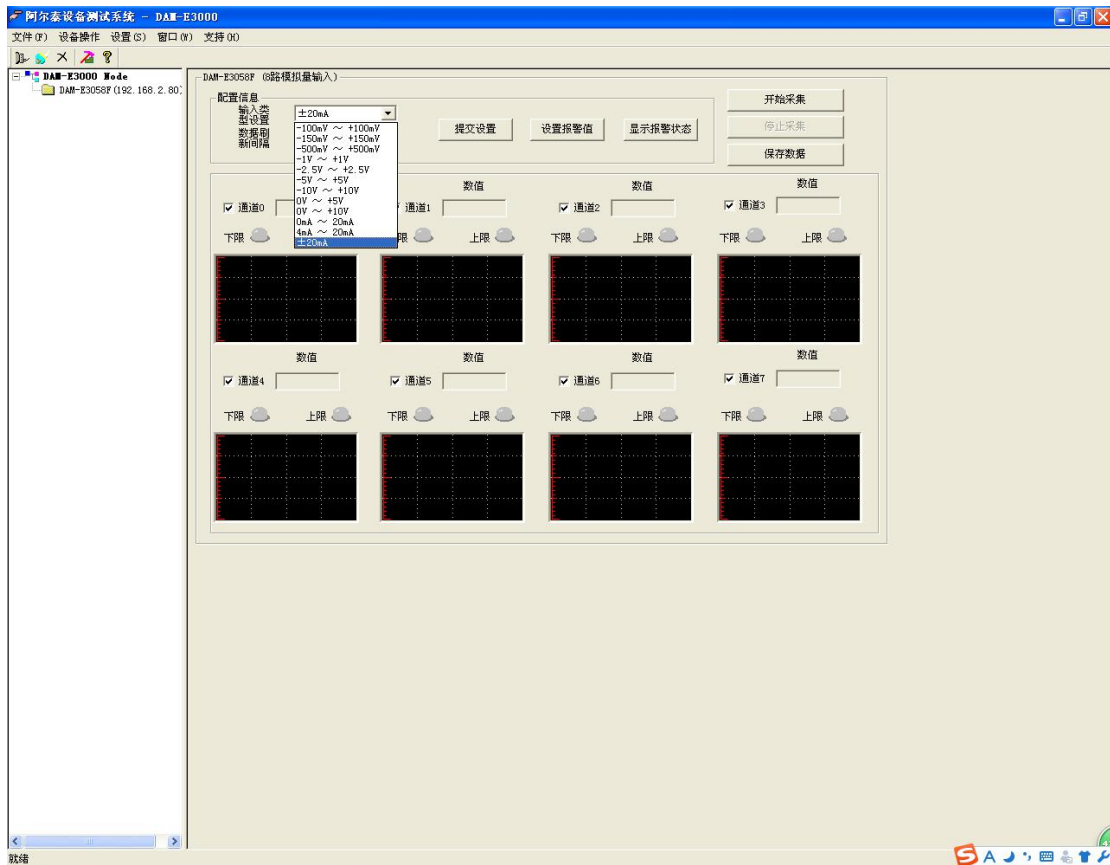 阿尔泰设备测试系统 - DAM-E3000
文件(F) 设备操作 设置(S) 窗口(W) 支持(H)
DAM-E3000 Node
DAM-E3058F(192.168.2.80)
DAM-E3058F (8路模拟量输入)
配置信息
输入类型设置
±20mA
数据刷新间隔
-100mV ~ +100mV
-150mV ~ +150mV
-500mV ~ +500mV
-1V ~ +1V
-2.5V ~ +2.5V
-5V ~ +5V
-10V ~ +10V
0V ~ +5V
0V ~ +10V
0mA ~ 20mA
4mA ~ 20mA
±20mA
提交设置 设置报警值 显示报警状态
开始采集
停止采集
保存数据
数值 数值 数值
通道0 通道1 通道2 通道3
下限 限 上限 下限 上限 下限 上限
数值 数值 数值 数值
通道4 通道5 通道6 通道7
下限 上限 下限 上限 下限 上限 下限 上限
就绪
S A